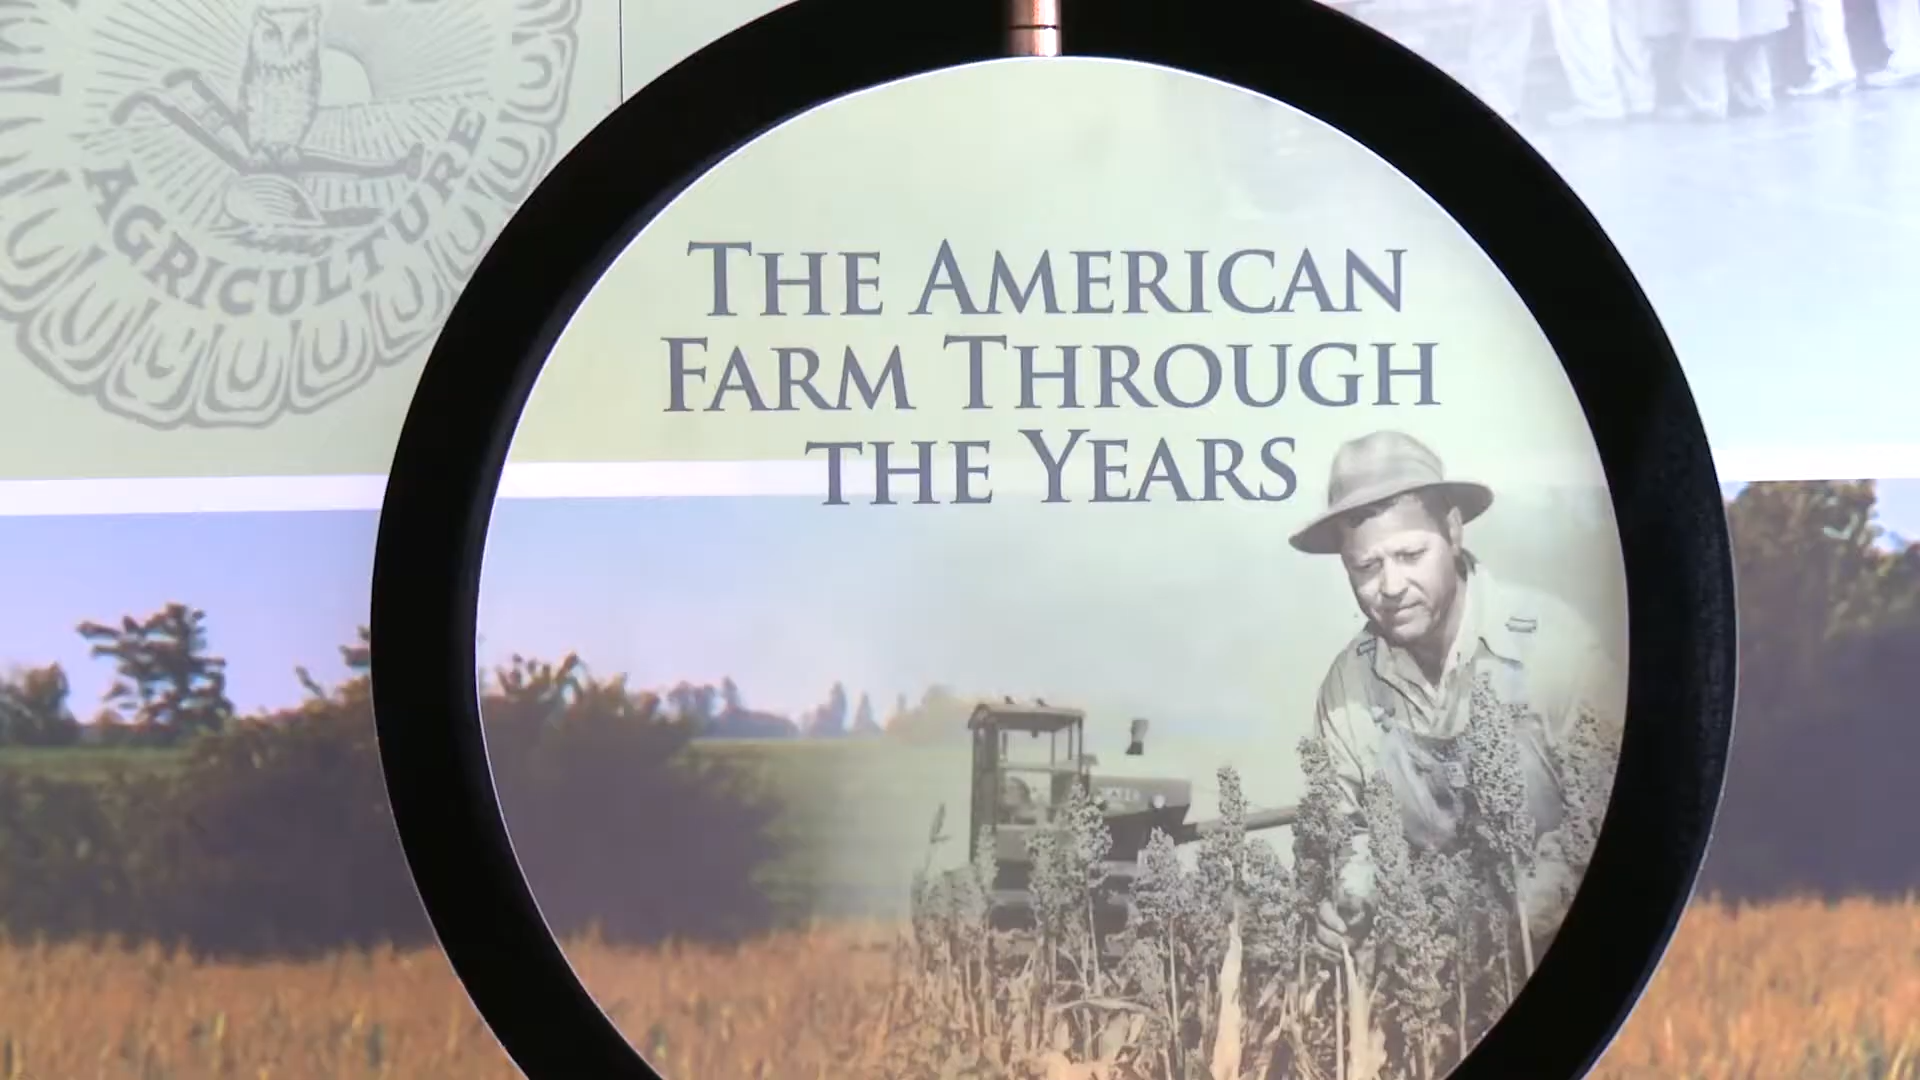 AGRICULTURE
THE AMERICAN
FARM THROUGH
THE YEARS